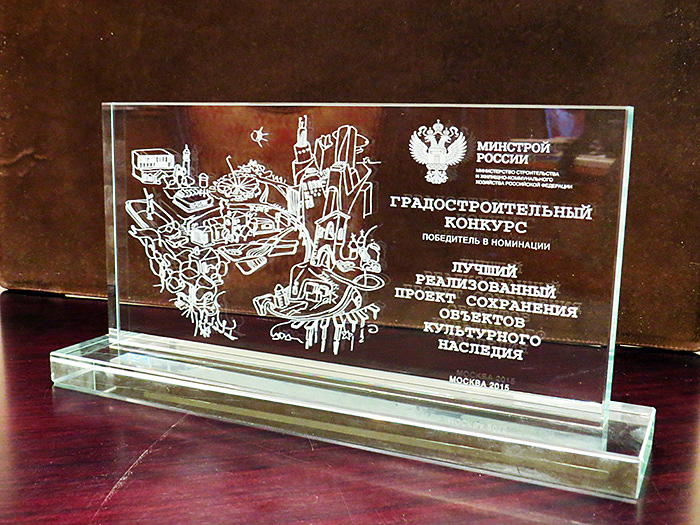 МИНСТРОЙ
РОССИИ
МИНИСТЕРСТВО СТРОИТЕЛЬСТВА
И ЖИЛИЩНО-КОММУНАЛЬНОГО
ХОЗЯЙСТВА РОССИЙСКОЙ ФЕДЕРАЦИИ
ГРАДОСТРОИТЕЛЬНЫЙ
КОНКУРС
ПОБЕДИТЕЛЬ В НОМИНАЦИИ
ЛУЧШИЙ
РЕАЛИЗОВАННЫЙ
ПРОЕКТ СОХРАНЕНИЯ
ОБЪЕКТОВ
КУЛЬТУРНОГО
НАСЛЕДИЯ
МОСКВА 2015